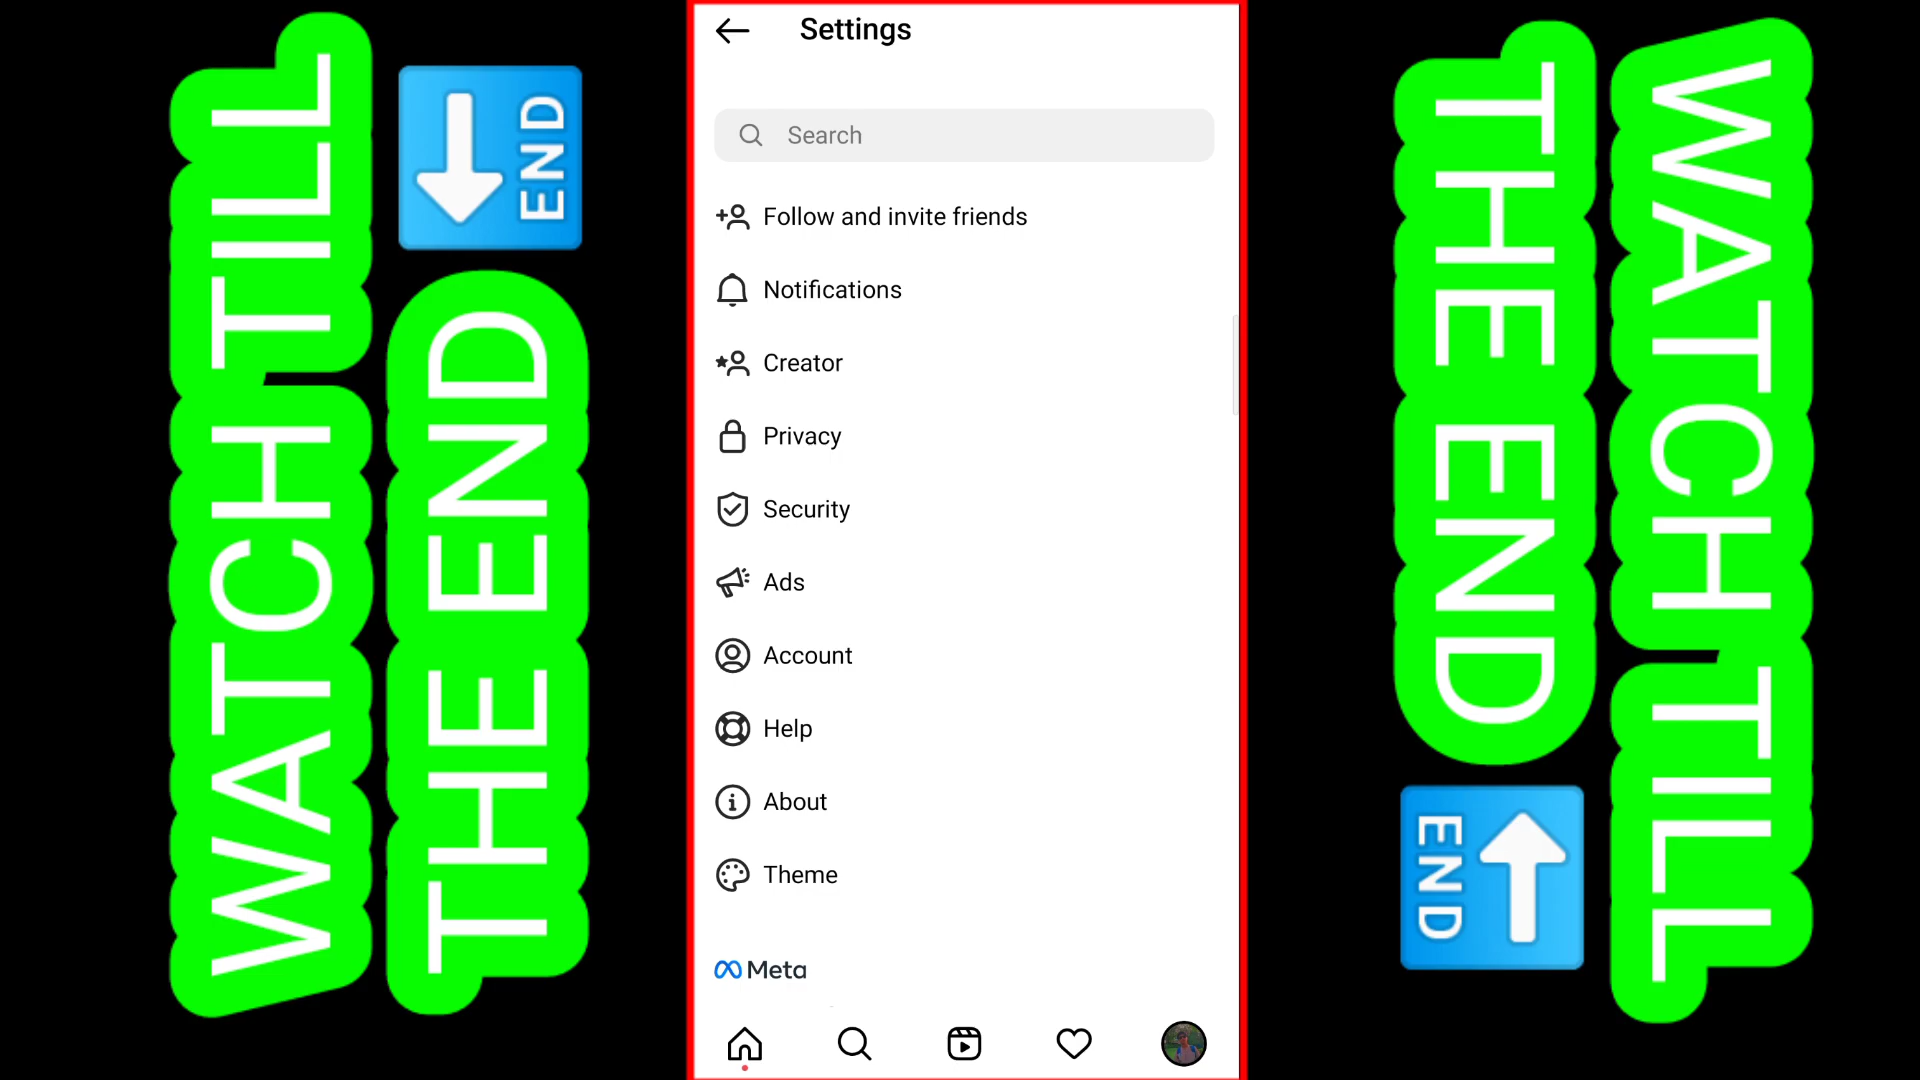 WATCH TILL
THE END
END
Settings
Search
Follow and invite friends
Notifications
Creator
Privacy
Security
Ads
Account
Help
About
Theme
Meta
WATCH TILL
THE END
END